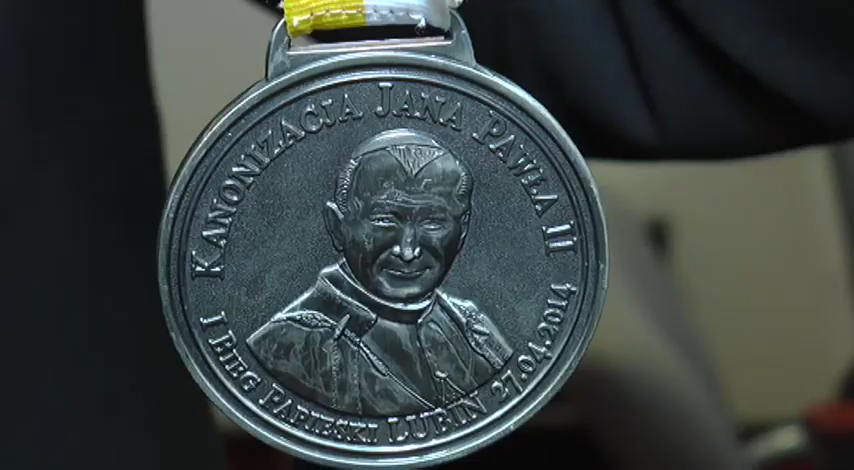 KANONIZACJA JANA PAWŁA II
I BIEG PAPIESKI LUBIN 27.04.2014